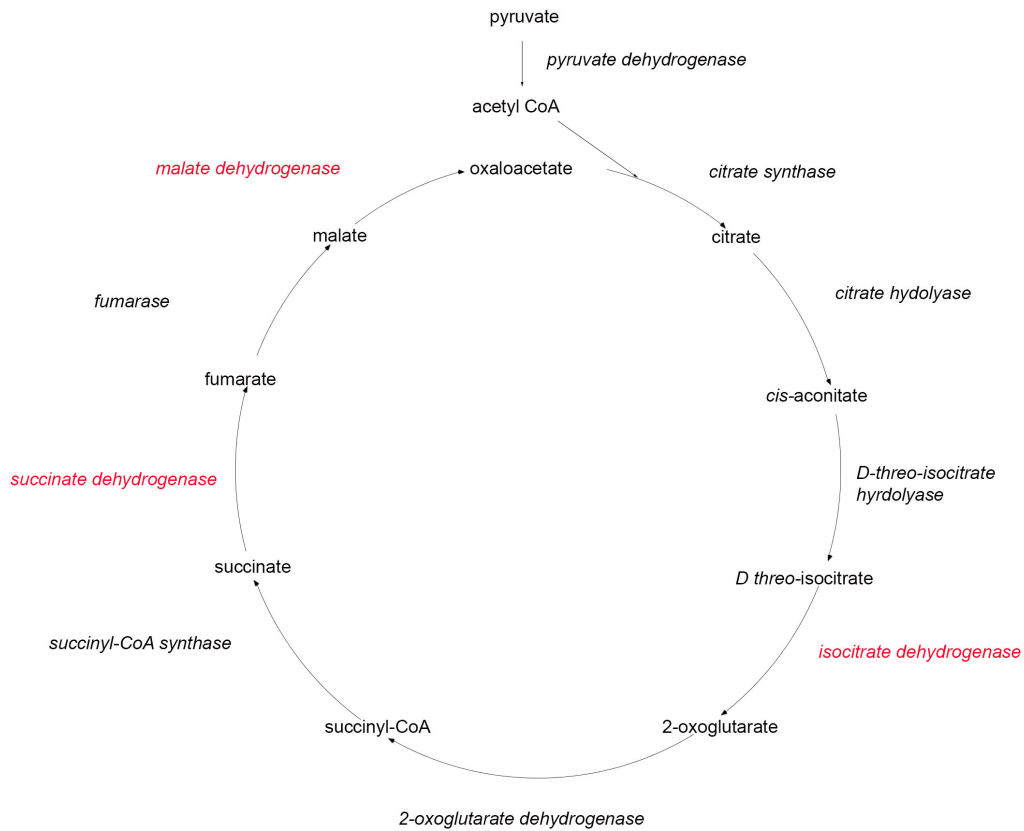 pyruvate
pyruvate dehydrogenase
acetyl CoA
malate dehydrogenase
oxaloacetate
citrate synthase
malate
citrate
fumarase
citrate hydolyase
fumarate
cis-aconitate
succinate dehydrogenase
D-threo-isocitrate
hyrdolyase
succinate
D threo-isocitrate
succinyl-CoA synthase
isocitrate dehydrogenase
succinyl-CoA
2-oxoglutarate
2-oxoglutarate dehydrogenase